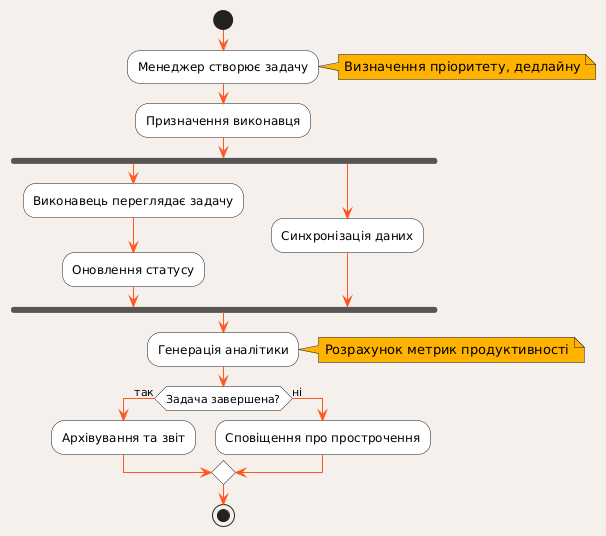 Менеджер створює задачу
Визначення пріоритету, дедлайну
Призначення виконавця
Виконавець переглядає задачу
Синхронізація даних
Оновлення статусу
Генерація аналітики
Розрахунок метрик продуктивності
так
Задача завершена?
ні
Архівування та звіт
Сповіщення про прострочення